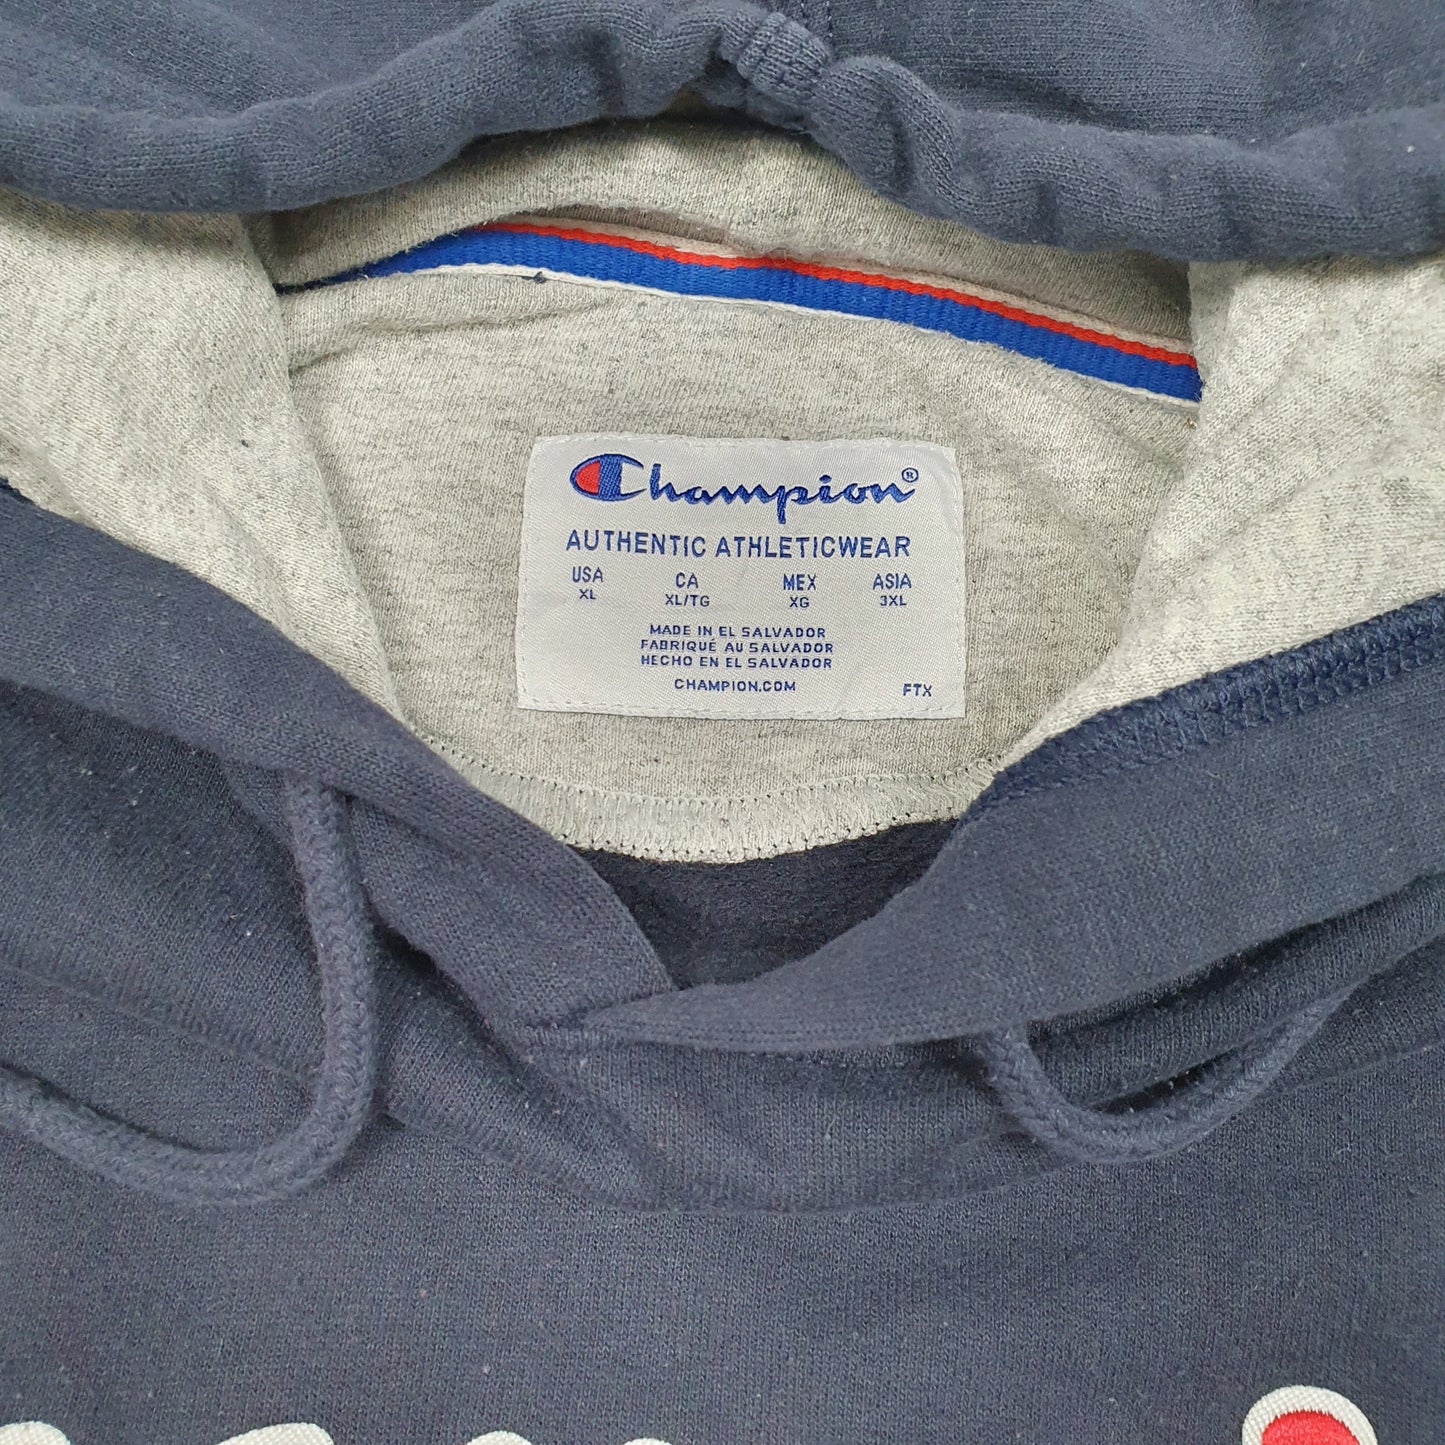 Champion®
AUTHENTIC ATHLETICWEAR
USA CA MEX ASIA
XL XL/TG XG 3XL
MADE IN EL SALVADOR
FABRIQUÉ AU SALVADOR
HECHO EN EL SALVADOR
CHAMPION.COM FTX